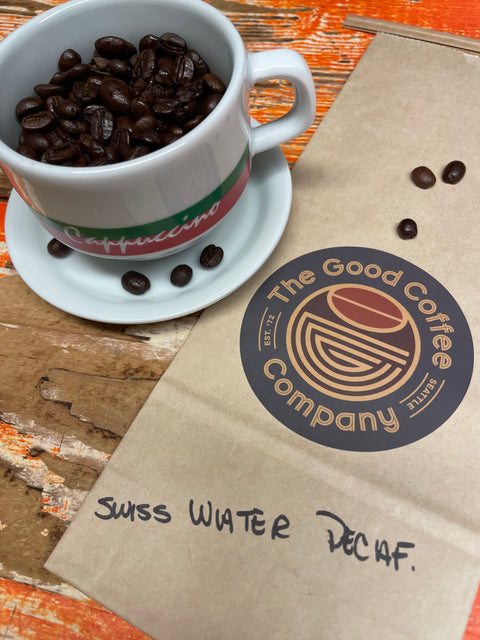 Cappuccino
The Good Coffee
EST. '72
SEATTLE
Company
SWISS WATER DECAF.